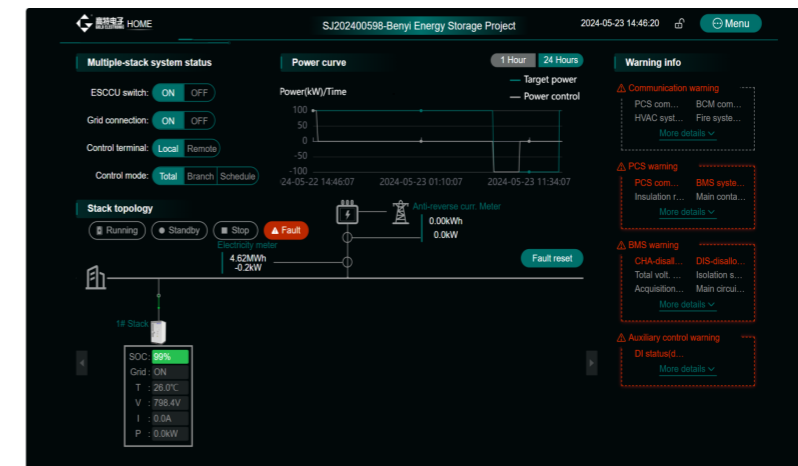 HOME
SJ202400598-Benyi Energy Storage Project
2024-05-23 14:46:20
Menu
Multiple-stack system status
ESCCU switch: ON OFF
Grid connection: ON OFF
Control terminal: Local Remote
Control mode: Total Branch Schedule
Power curve
1 Hour 24 Hours
Target power
Power(kW)/Time
Power control
100
50
0
-50
-100
24-05-22 14:46:07 2024-05-23 01:10:07 2024-05-23 11:34:07
Warning info
Communication warning
PCS com... BCM com...
HVAC syst... Fire syste...
More details
PCS warning
PCS com... BMS syste...
Insulation r... Main conta...
More details
BMS warning
CHA-disall... DIS-disallo...
Total volt. ... Isolation s...
Acquisition... Main circui...
More details
Auxiliary control warning
DI status(d...
More details
Stack topology
Running Standby Stop Fault
Anti-reverse curr. Meter
0.00kWh
0.0kW
Electricity meter
4.62MWh
-0.2kW
Fault reset
1# Stack
SOC: 99%
Grid : ON
T : 26.0°C
V : 798.4V
I : 0.0A
P : 0.0kW